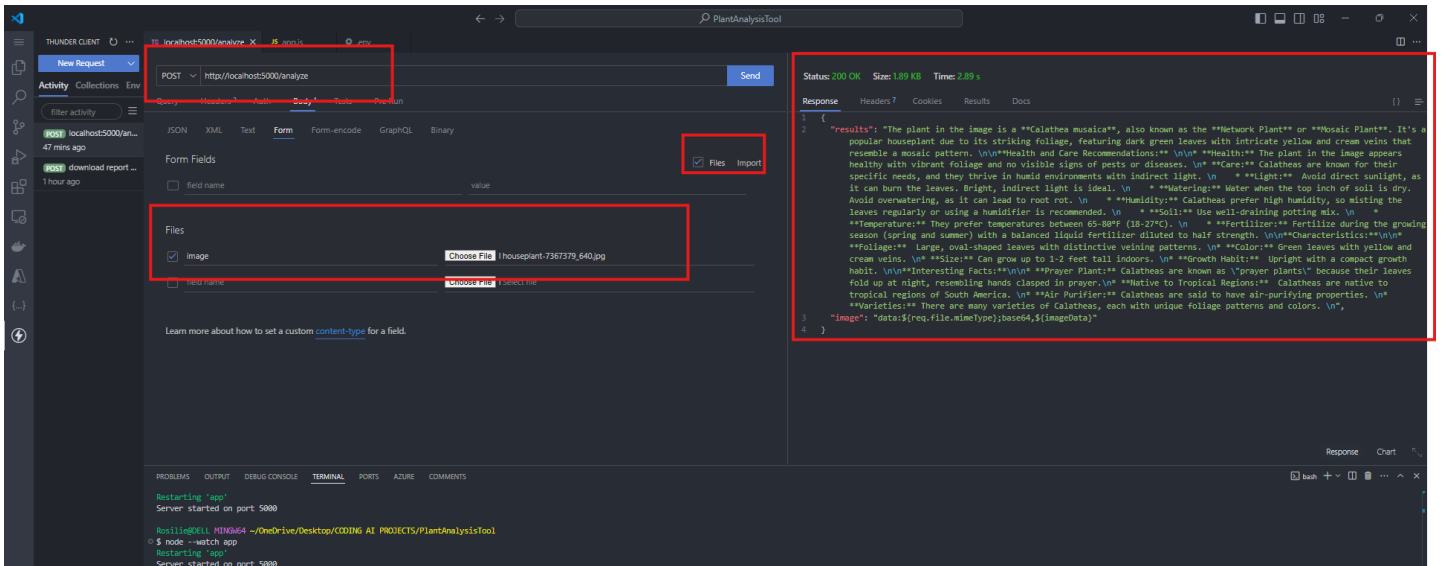 PlantAnalysisTool
THUNDER CLIENT
TC localhost:5000/analyze
JS app.js
.env
New Request
Activity Collections Env
filter activity
POST localhost:5000/an...
47 mins ago
POST download report ...
1 hour ago
POST http://localhost:5000/analyze Send
Query Headers 2 Auth Body 1 Tests Pre Run
JSON XML Text Form Form-encode GraphQL Binary
Form Fields
Files Import
field name value
Files
image Choose File houseplant-7367379_640.jpg
field name Choose File Select file
Learn more about how to set a custom content-type for a field.
Status: 200 OK Size: 1.89 KB Time: 2.89 s
Response Headers 7 Cookies Results Docs {}
1 {
2 "results": "The plant in the image is a **Calathea musaica**, also known as the **Network Plant** or **Mosaic Plant**. It's a
popular houseplant due to its striking foliage, featuring dark green leaves with intricate yellow and cream veins that
resemble a mosaic pattern. \n\n**Health and Care Recommendations:** \n\n* **Health:** The plant in the image appears
healthy with vibrant foliage and no visible signs of pests or diseases. \n * **Care:** Calatheas are known for their
specific needs, and they thrive in humid environments with indirect light. \n * **Light:** Avoid direct sunlight, as
it can burn the leaves. Bright, indirect light is ideal. \n * **Watering:** Water when the top inch of soil is dry.
Avoid overwatering, as it can lead to root rot. \n * **Humidity:** Calatheas prefer high humidity, so misting the
leaves regularly or using a humidifier is recommended. \n * **Soil:** Use well-draining potting mix. \n *
**Temperature:** They prefer temperatures between 65-80°F (18-27°C). \n * **Fertilizer:** Fertilize during the growing
season (spring and summer) with a balanced liquid fertilizer diluted to half strength. \n\n**Characteristics:**\n\n*
**Foliage:** Large, oval-shaped leaves with distinctive veining patterns. \n* **Color:** Green leaves with yellow and
cream veins. \n* **Size:** Can grow up to 1-2 feet tall indoors. \n* **Growth Habit:** Upright with a compact growth
habit. \n\n**Interesting Facts:**\n\n* **Prayer Plant:** Calatheas are known as \"prayer plants\" because their leaves
fold up at night, resembling hands clasped in prayer.\n* **Native to Tropical Regions:** Calatheas are native to
tropical regions of South America. \n* **Air Purifier:** Calatheas are said to have air-purifying properties. \n*
**Varieties:** There are many varieties of Calatheas, each with unique foliage patterns and colors. \n",
3 "image": "data:${req.file.mimeType};base64,${imageData}"
4 }
Response Chart
PROBLEMS OUTPUT DEBUG CONSOLE TERMINAL PORTS AZURE COMMENTS
bash
Restarting 'app'
Server started on port 5000
Rosilie@DELL MINGW64 ~/OneDrive/Desktop/CODING AI PROJECTS/PlantAnalysisTool
$ node --watch app
Restarting 'app'
Server started on port 5000